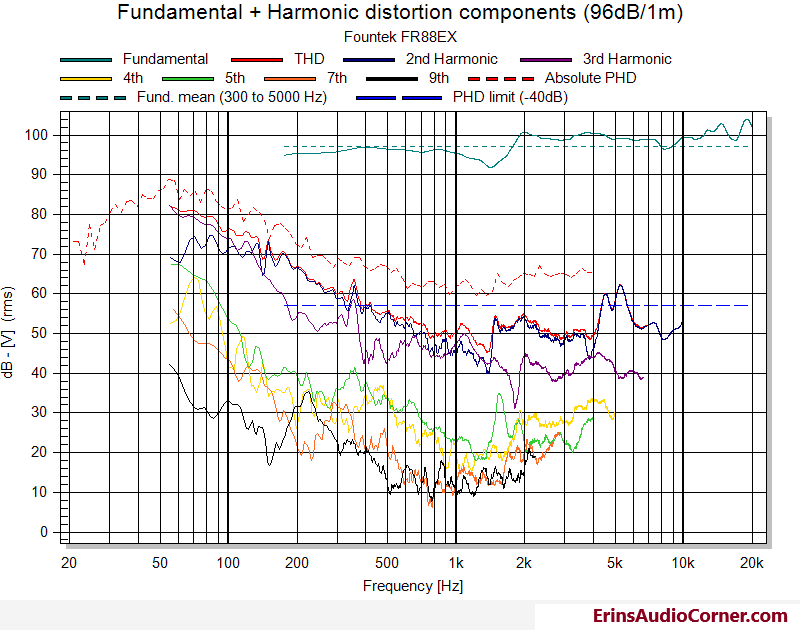 Fundamental + Harmonic distortion components (96dB/1m)
Fountek FR88EX
Fundamental THD 2nd Harmonic 3rd Harmonic
4th 5th 7th 9th Absolute PHD
Fund. mean (300 to 5000 Hz) PHD limit (-40dB)
100
90
80
70
60
50
40
30
20
10
0
dB - [V] (rms)
20 50 100 200 500 1k 2k 5k 10k 20k
Frequency [Hz]
ErinsAudioCorner.com